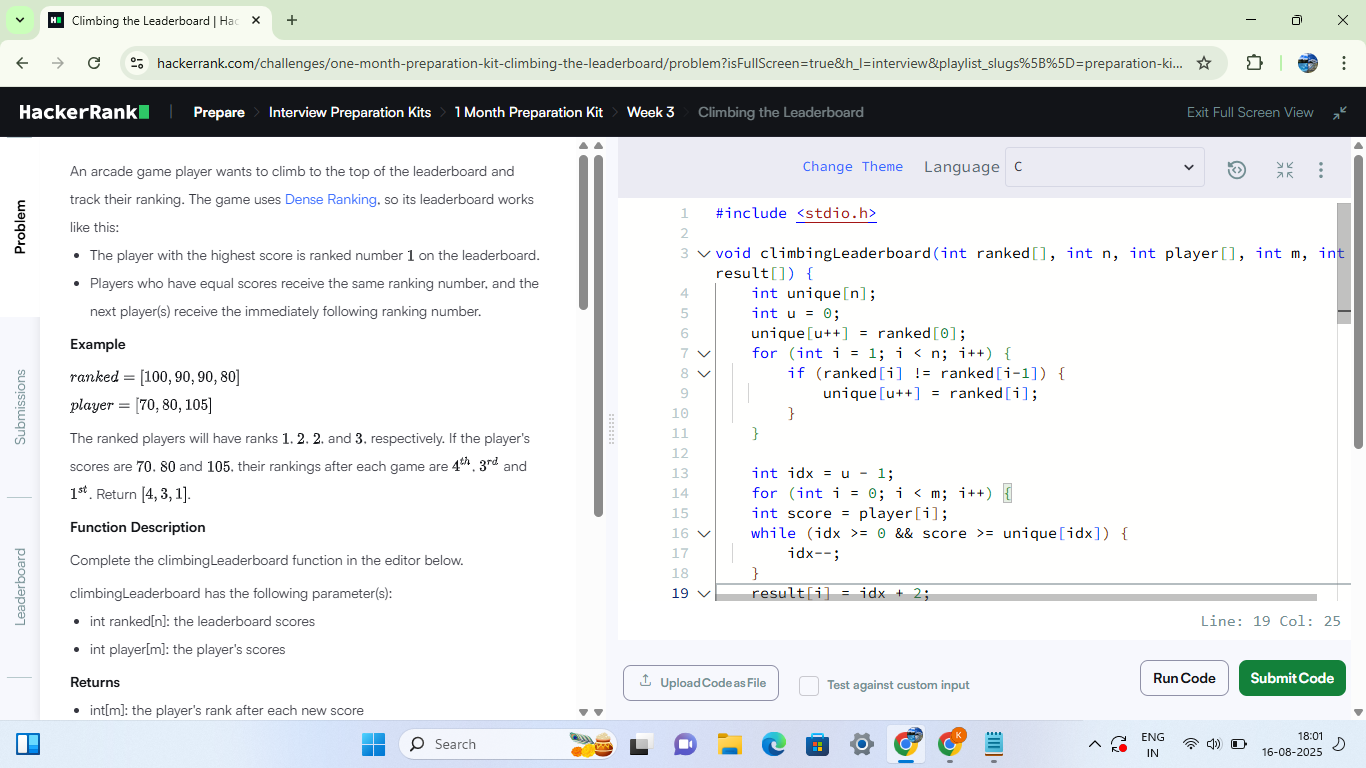 Climbing the Leaderboard | Hac
hackerrank.com/challenges/one-month-preparation-kit-climbing-the-leaderboard/problem?isFullScreen=true&h_l=interview&playlist_slugs%5B%5D=preparation-ki...
HackerRank
Prepare
Interview Preparation Kits
1 Month Preparation Kit
Week 3
Climbing the Leaderboard
Exit Full Screen View
Problem
Submissions
Leaderboard
An arcade game player wants to climb to the top of the leaderboard and
track their ranking. The game uses Dense Ranking, so its leaderboard works
like this:
• The player with the highest score is ranked number 1 on the leaderboard.
• Players who have equal scores receive the same ranking number, and the
next player(s) receive the immediately following ranking number.
Example
ranked = [100, 90, 90, 80]
player = [70, 80, 105]
The ranked players will have ranks 1, 2, 2, and 3, respectively. If the player's
scores are 70, 80 and 105, their rankings after each game are 4th, 3rd and
1st. Return [4, 3, 1].
Function Description
Complete the climbingLeaderboard function in the editor below.
climbingLeaderboard has the following parameter(s):
• int ranked[n]: the leaderboard scores
• int player[m]: the player's scores
Returns
• int[m]: the player's rank after each new score
Change Theme
Language
C
1 #include <stdio.h>
2
3 void climbingLeaderboard(int ranked[], int n, int player[], int m, int
result[]) {
4 int unique[n];
5 int u = 0;
6 unique[u++] = ranked[0];
7 for (int i = 1; i < n; i++) {
8 if (ranked[i] != ranked[i-1]) {
9 unique[u++] = ranked[i];
10 }
11 }
12
13 int idx = u - 1;
14 for (int i = 0; i < m; i++) {
15 int score = player[i];
16 while (idx >= 0 && score >= unique[idx]) {
17 idx--;
18 }
19 result[i] = idx + 2;
Line: 19 Col: 25
Upload Code as File
Test against custom input
Run Code
Submit Code
Search
K
ENG
IN
18:01
16-08-2025